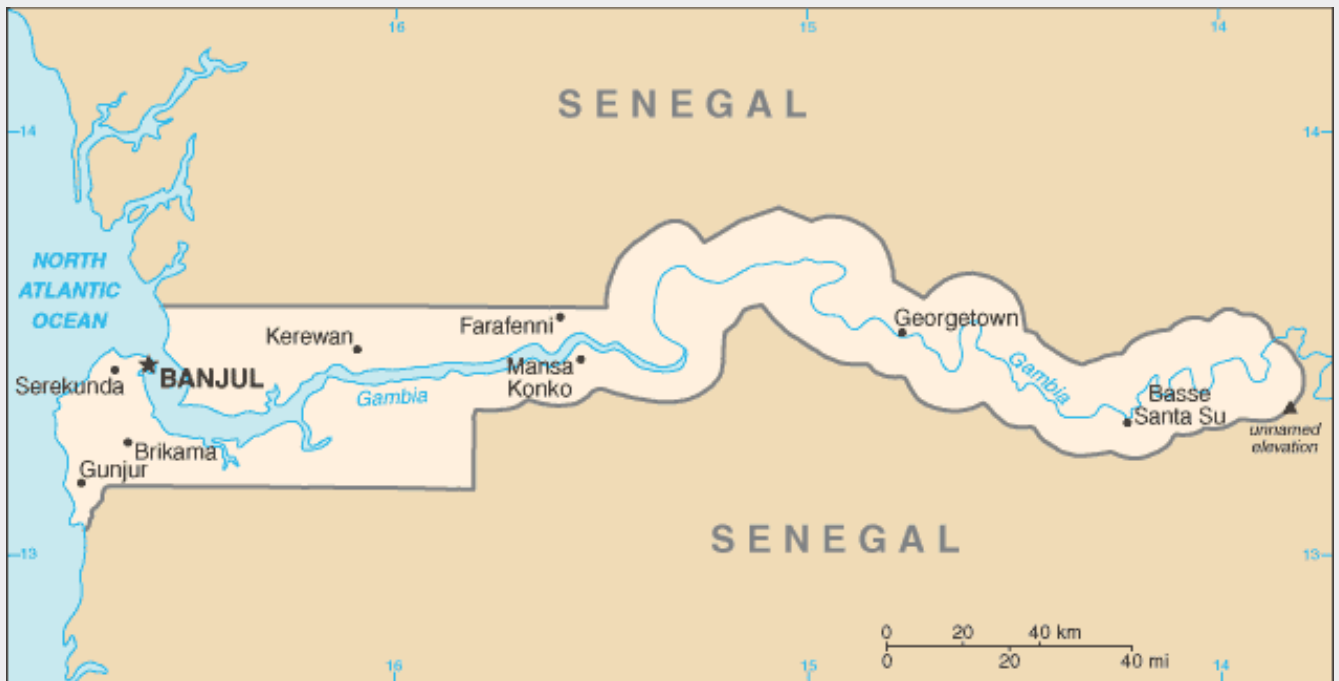 16 15 14
SENEGAL
14 14
NORTH
ATLANTIC
OCEAN
Farafenni
Georgetown
Kerewan
Mansa
Konko
Serekunda
BANJUL
Gambia
Gambia
Basse
Santa Su
unnamed
elevation
Brikama
Gunjur
SENEGAL
13 13
0 20 40 km
0 20 40 mi
16 15 14